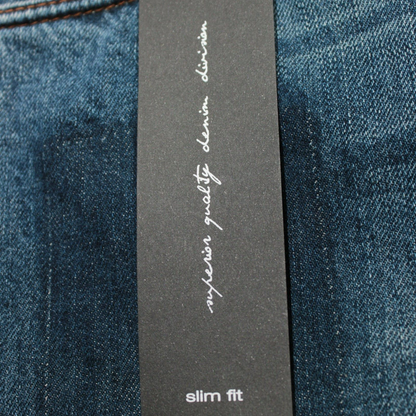 superior quality denim division
slim fit